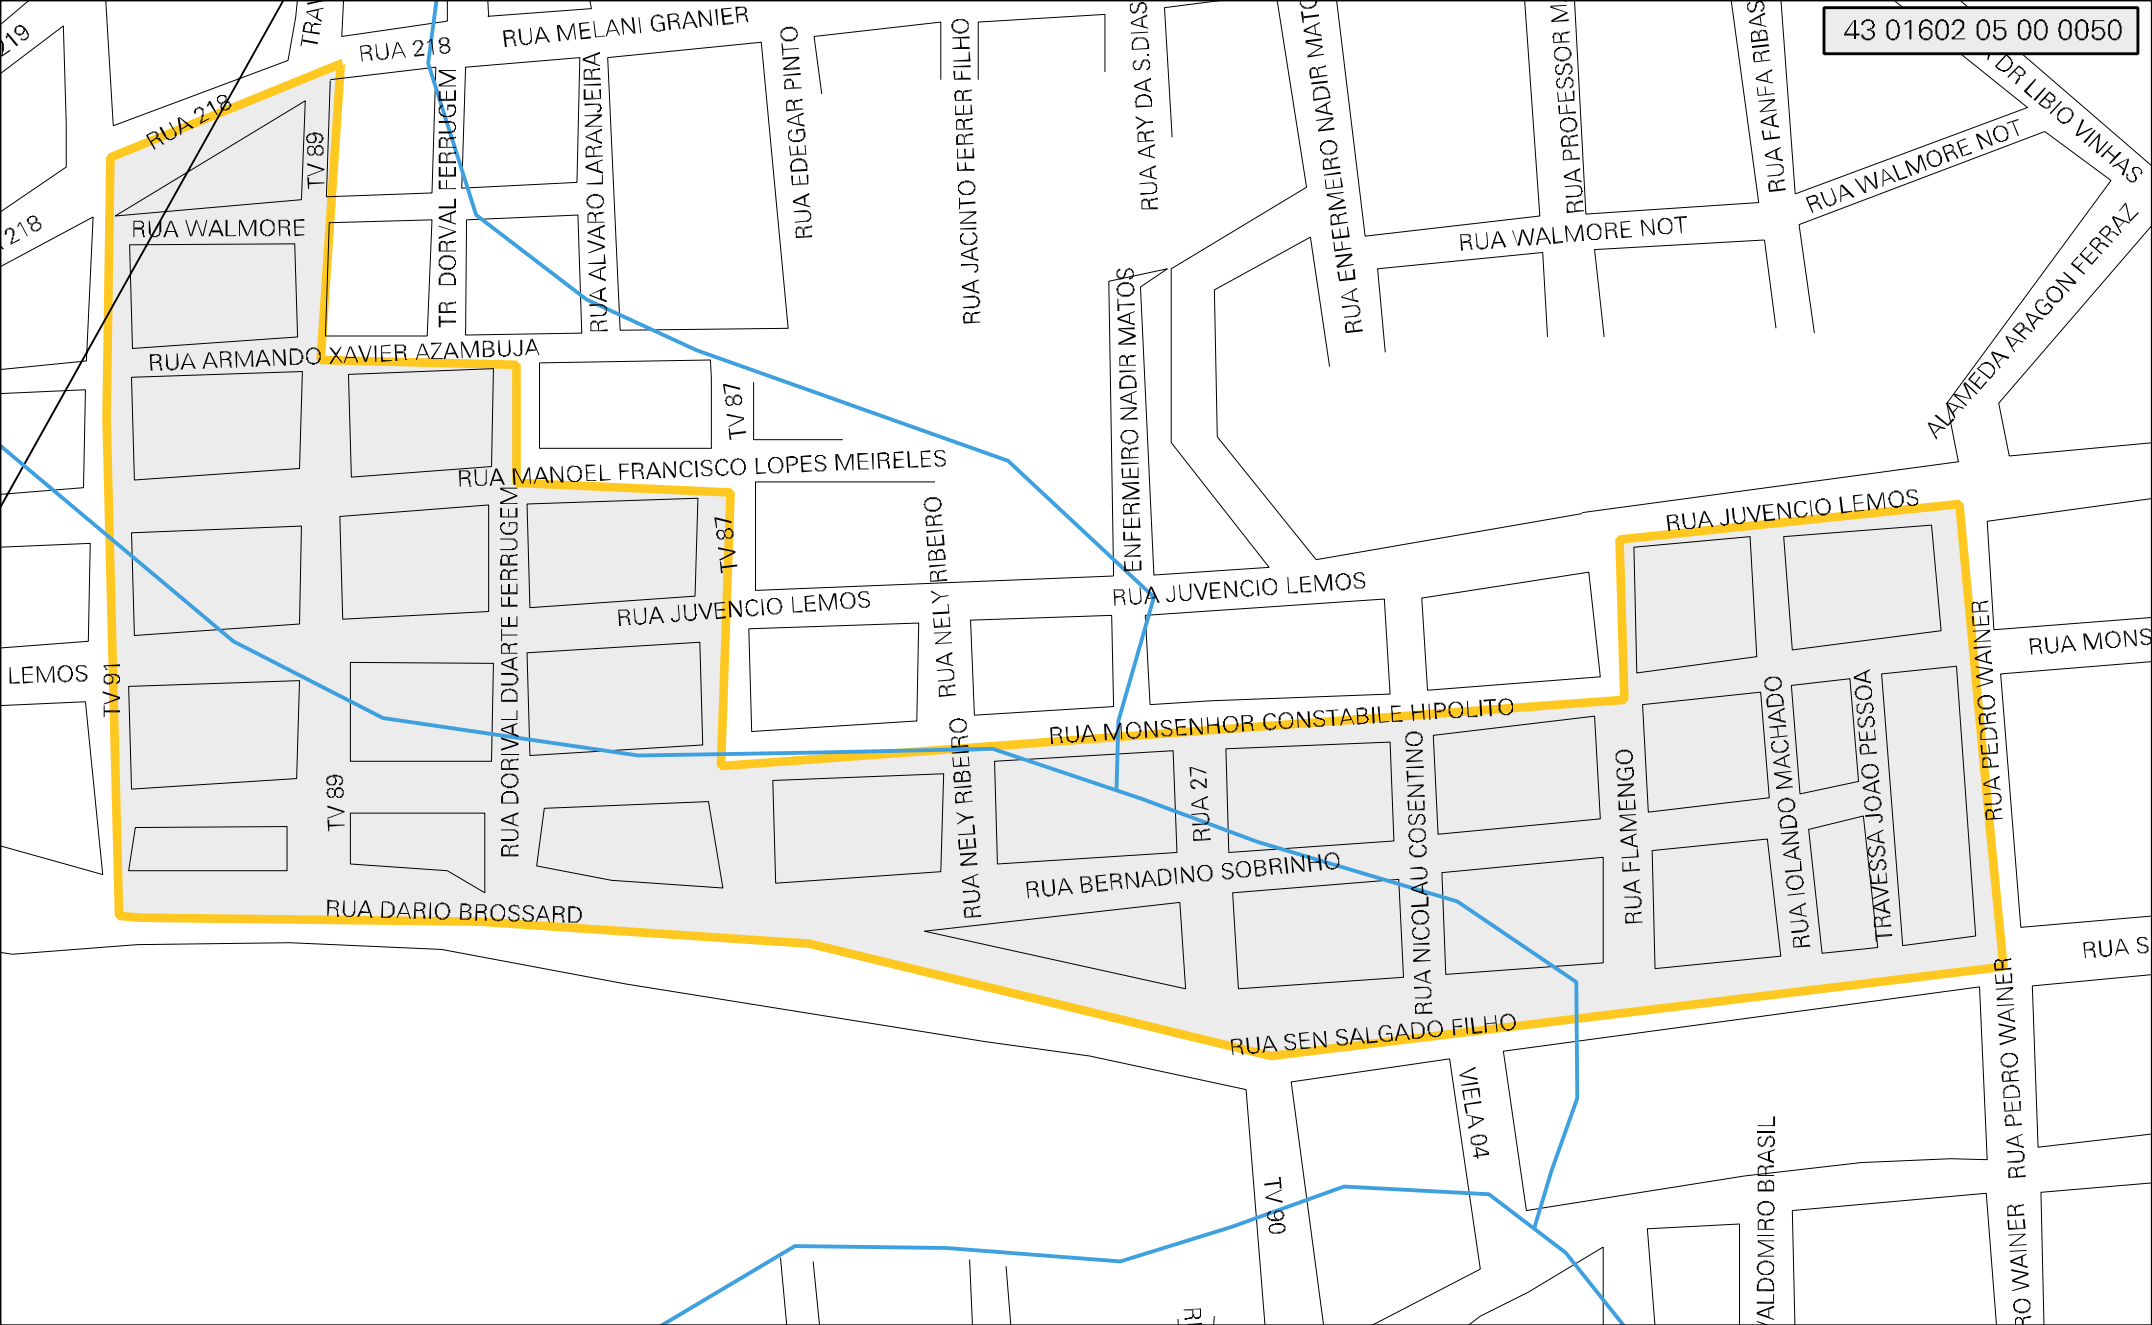 43 01602 05 00 0050
219
RUA 218
RUA MELANI GRANIER
RUA 218
218
TV 89
TR DORVAL FERRUGEM
RUA ALVARO LARANJEIRA
RUA EDEGAR PINTO
RUA JACINTO FERRER FILHO
RUA ARY DA S.DIAS
RUA ENFERMEIRO NADIR MATO
RUA PROFESSOR M
RUA FANFA RIBAS
DR LIBIO VINHAS
RUA WALMORE NOT
RUA WALMORE NOT
RUA WALMORE
ALAMEDA ARAGON FERRAZ
RUA ARMANDO XAVIER AZAMBUJA
TV 87
ENFERMEIRO NADIR MATOS
RUA MANOEL FRANCISCO LOPES MEIRELES
RUA JUVENCIO LEMOS
TV 87
RUA NELY RIBEIRO
RUA JUVENCIO LEMOS
RUA JUVENCIO LEMOS
RUA DORIVAL DUARTE FERRUGEM
LEMOS
TV 91
RUA MONS
RUA PEDRO WAINER
RUA MONSENHOR CONSTABILE HIPOLITO
TV 89
RUA NELY RIBEIRO
RUA 27
RUA NICOLAU COSENTINO
RUA FLAMENGO
RUA IOLANDO MACHADO
TRAVESSA JOAO PESSOA
RUA BERNADINO SOBRINHO
RUA DARIO BROSSARD
RUA S
RUA SEN SALGADO FILHO
RUA PEDRO WAINER
VIELA 04
TV 90
VALDOMIRO BRASIL
RO WAINER